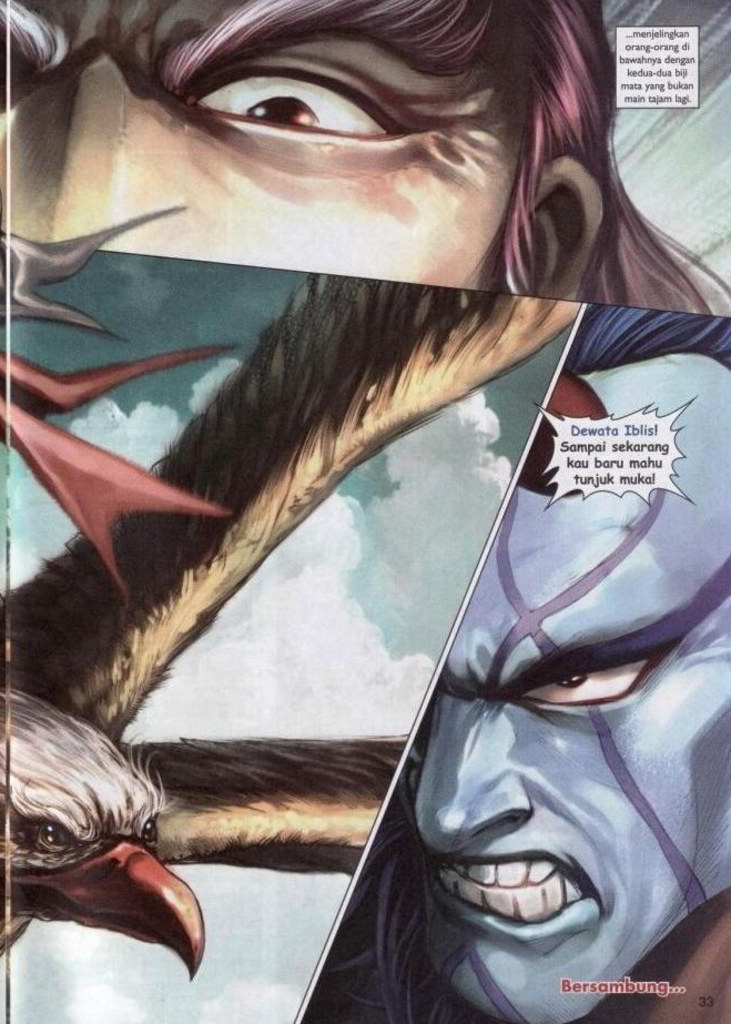 ...menjelingkan
orang-orang di
bawahnya dengan
kedua-dua biji
mata yang bukan
main tajam lagi.
Dewata Iblis!
Sampai sekarang
kau baru mahu
tunjuk muka!
Bersambung...
33